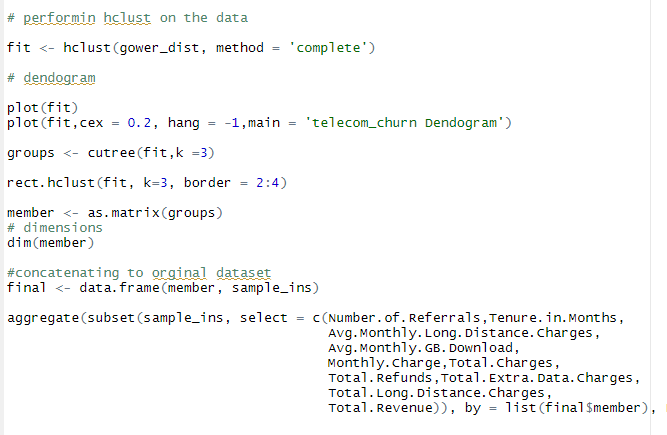 # performin hclust on the data
fit <- hclust(gower_dist, method = 'complete')
# dendogram
plot(fit)
plot(fit,cex = 0.2, hang = -1,main = 'telecom_churn Dendogram')
groups <- cutree(fit,k =3)
rect.hclust(fit, k=3, border = 2:4)
member <- as.matrix(groups)
# dimensions
dim(member)
#concatenating to orginal dataset
final <- data.frame(member, sample_ins)
aggregate(subset(sample_ins, select = c(Number.of.Referrals,Tenure.in.Months,
Avg.Monthly.Long.Distance.Charges,
Avg.Monthly.GB.Download,
Monthly.Charge,Total.Charges,
Total.Refunds,Total.Extra.Data.Charges,
Total.Long.Distance.Charges,
Total.Revenue)), by = list(final$member),